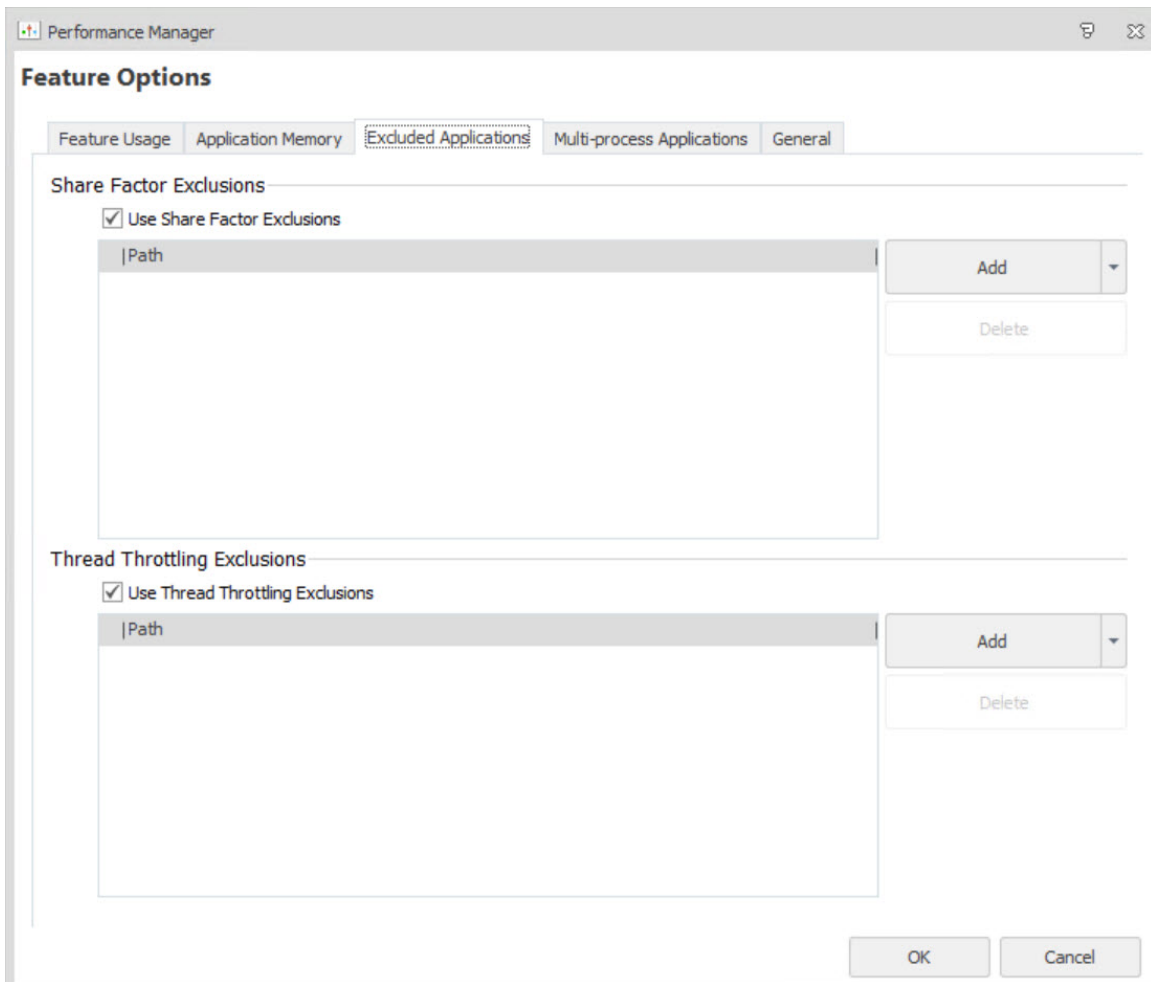 Performance Manager
Feature Options
Feature Usage Application Memory Excluded Applications Multi-process Applications General
Share Factor Exclusions
Use Share Factor Exclusions
|Path |
Add
Delete
Thread Throttling Exclusions
Use Thread Throttling Exclusions
|Path |
Add
Delete
OK Cancel